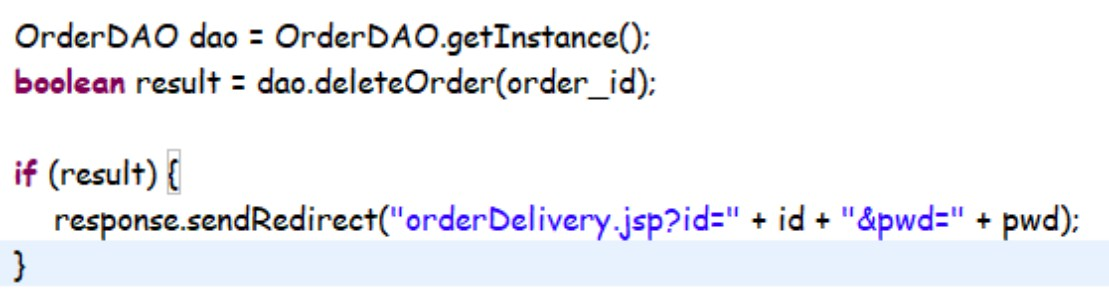 OrderDAO dao = OrderDAO.getInstance();
boolean result = dao.deleteOrder(order_id);
if (result) {
response.sendRedirect("orderDelivery.jsp?id=" + id + "&pwd=" + pwd);
}